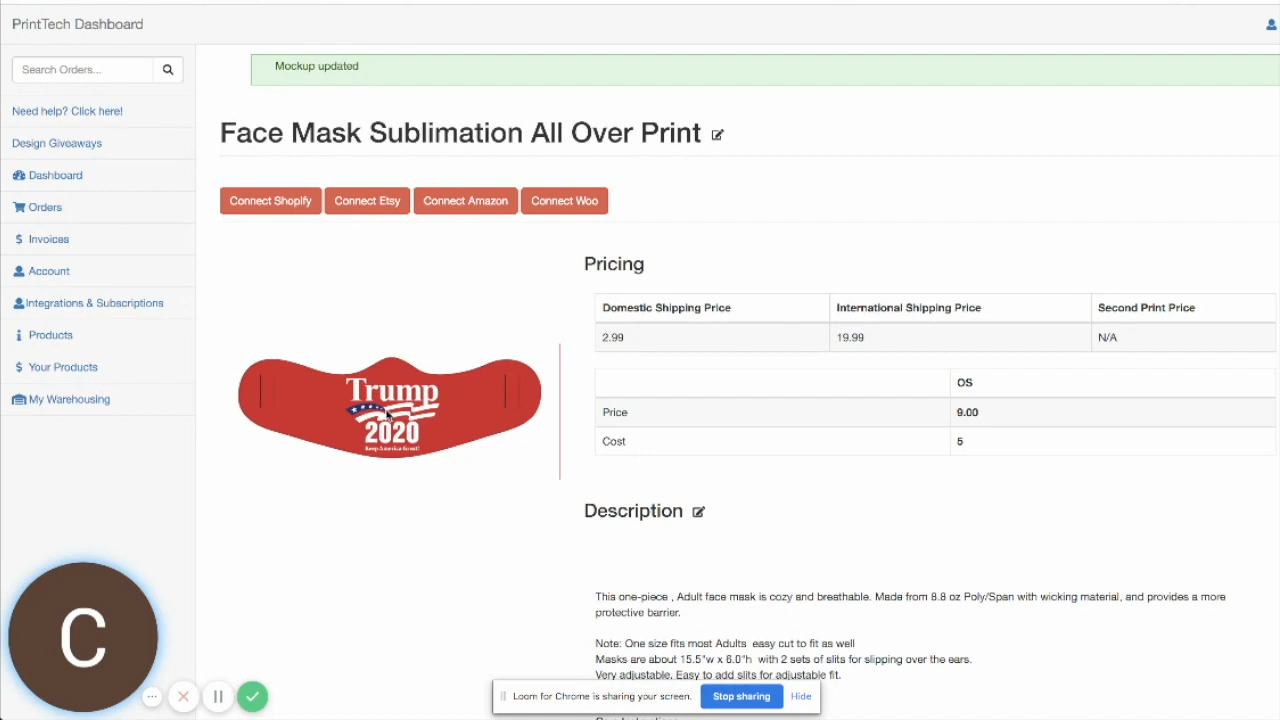 PrintTech Dashboard
Search Orders...
Mockup updated
Need help? Click here!
Design Giveaways
Dashboard
Orders
Invoices
Account
Integrations & Subscriptions
Products
Your Products
My Warehousing
Face Mask Sublimation All Over Print
Connect Shopify Connect Etsy Connect Amazon Connect Woo
Pricing
Domestic Shipping Price International Shipping Price Second Print Price
2.99 19.99 N/A
OS
Price 9.00
Cost 5
Trump
2020
Keep America Great!
Description
This one-piece , Adult face mask is cozy and breathable. Made from 8.8 oz Poly/Span with wicking material, and provides a more
protective barrier.
Note: One size fits most Adults easy cut to fit as well
Masks are about 15.5"w x 6.0"h with 2 sets of slits for slipping over the ears.
Very adjustable. Easy to add slits for adjustable fit.
C
Loom for Chrome is sharing your screen. Stop sharing Hide